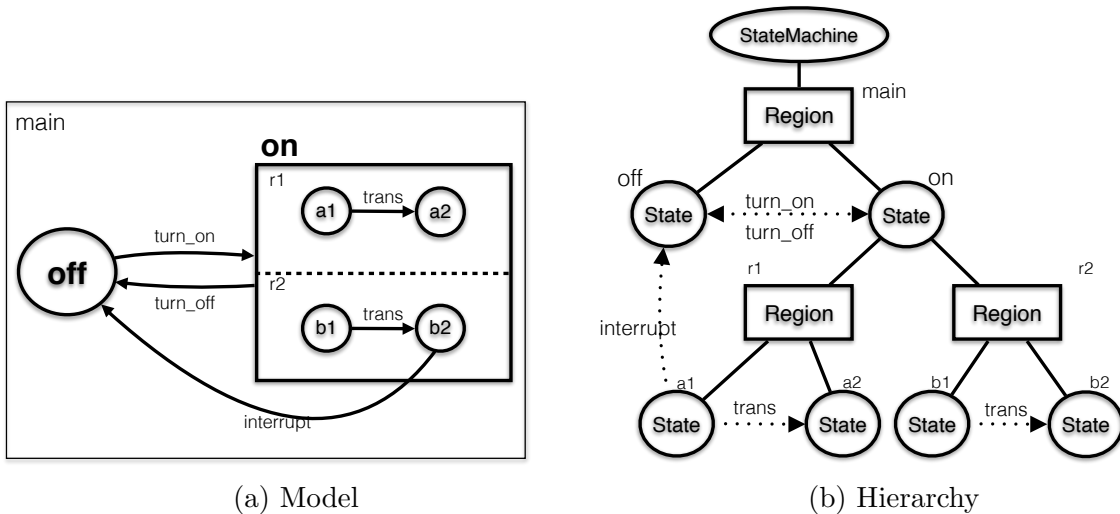 main
on
r1
a1
trans
a2
off
turn_on
turn_off
r2
b1
trans
b2
interrupt
(a) Model
StateMachine
main
Region
off
on
State
turn_on
State
turn_off
r1
r2
Region
Region
interrupt
a1
a2
b1
b2
State
trans
State
State
trans
State
(b) Hierarchy